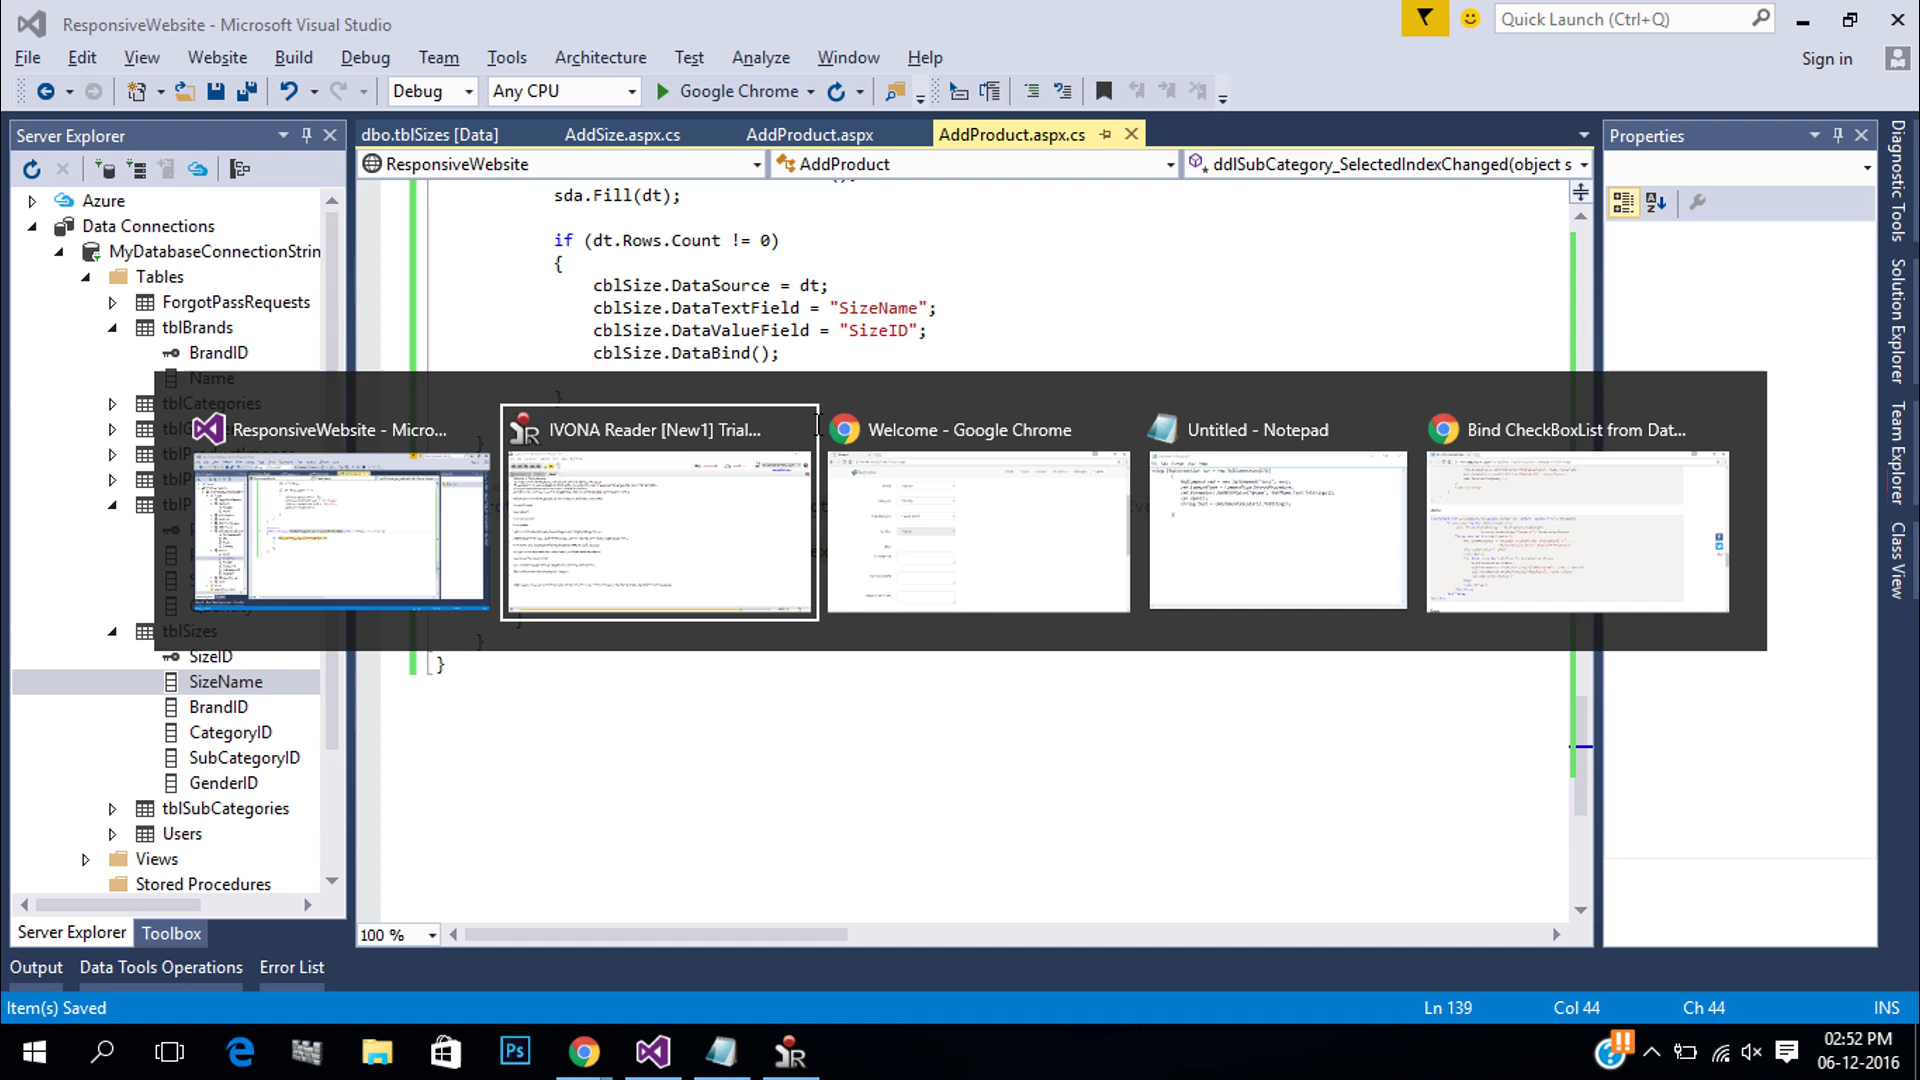 ResponsiveWebsite - Microsoft Visual Studio
Quick Launch (Ctrl+Q)
File Edit View Website Build Debug Team Tools Architecture Test Analyze Window Help
Sign in
Debug Any CPU Google Chrome
Server Explorer
dbo.tblSizes [Data] AddSize.aspx.cs AddProduct.aspx AddProduct.aspx.cs
Properties
ResponsiveWebsite AddProduct ddlSubCategory_SelectedIndexChanged(object s
Azure
Data Connections
MyDatabaseConnectionStrin
Tables
ForgotPassRequests
tblBrands
BrandID
Name
tblCategories
tblSizes
SizeID
SizeName
BrandID
CategoryID
SubCategoryID
GenderID
tblSubCategories
Users
Views
Stored Procedures
sda.Fill(dt);
if (dt.Rows.Count != 0)
{
cblSize.DataSource = dt;
cblSize.DataTextField = "SizeName";
cblSize.DataValueField = "SizeID";
cblSize.DataBind();
}
}
}
ResponsiveWebsite - Micro...
IVONA Reader [New1] Trial...
Welcome - Google Chrome
Untitled - Notepad
Bind CheckBoxList from Dat...
Diagnostic Tools
Solution Explorer
Team Explorer
Class View
100 %
Server Explorer Toolbox
Output Data Tools Operations Error List
Item(s) Saved Ln 139 Col 44 Ch 44 INS
Ps
02:52 PM
06-12-2016